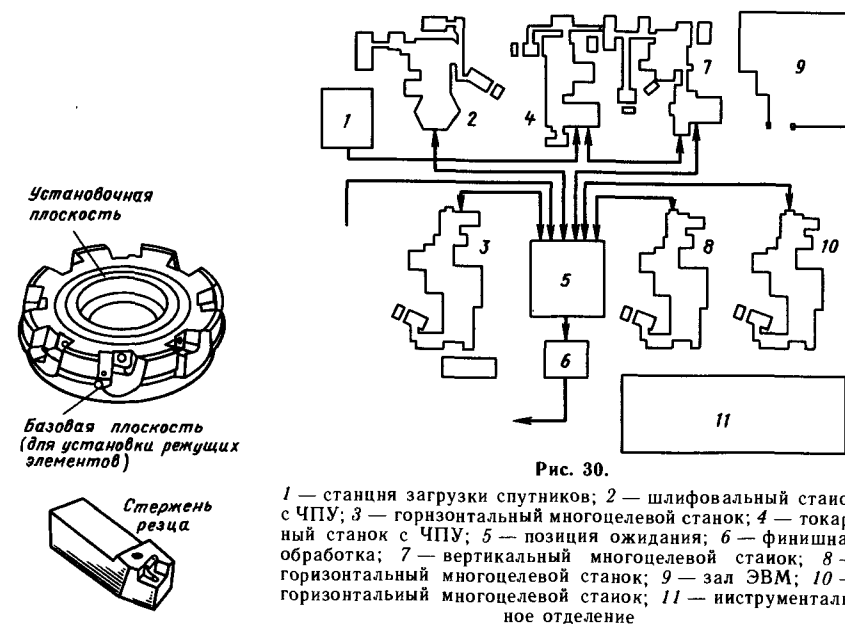 Установочная
плоскость
Базовая плоскость
(для установки режущих
элементов)
Стержень
резца
1
2
4
7
9
3
5
8
10
6
11
Рис. 30.
1 — станция загрузки спутников; 2 — шлифовальный станок
с ЧПУ; 3 — горизонтальный многоцелевой станок; 4 — токар
ный станок с ЧПУ; 5 — позиция ожидания; 6 — финишна
обработка; 7 — вертикальный многоцелевой станок; 8 —
горизонтальный многоцелевой станок; 9 — зал ЭВМ; 10 —
горизонтальный многоцелевой станок; 11 — инструменталь
ное отделение